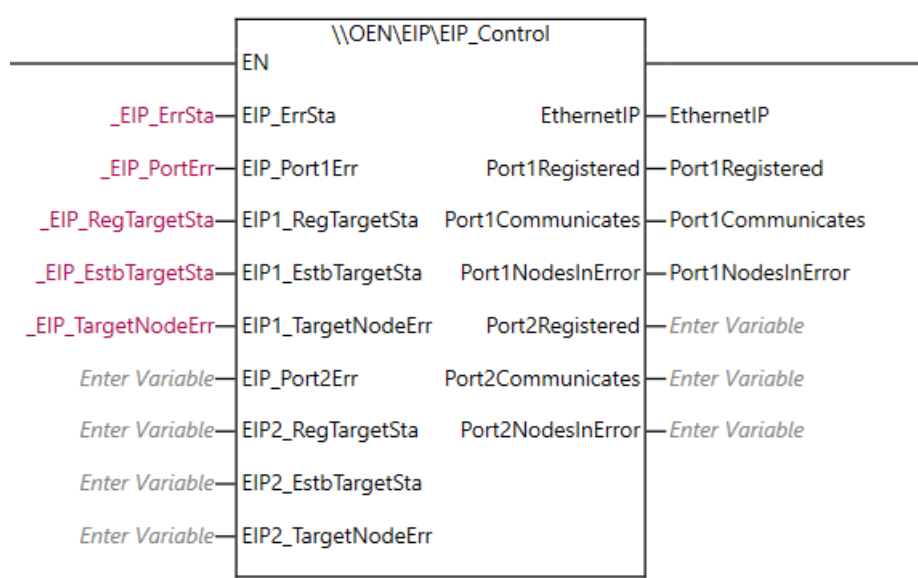 \\OEN\EIP\EIP_Control
EN
_EIP_ErrSta EIP_ErrSta EthernetIP EthernetIP
_EIP_PortErr EIP_Port1Err Port1Registered Port1Registered
_EIP_RegTargetSta EIP1_RegTargetSta Port1Communicates Port1Communicates
_EIP_EstbTargetSta EIP1_EstbTargetSta Port1NodesInError Port1NodesInError
_EIP_TargetNodeErr EIP1_TargetNodeErr Port2Registered Enter Variable
Enter Variable EIP_Port2Err Port2Communicates Enter Variable
Enter Variable EIP2_RegTargetSta Port2NodesInError Enter Variable
Enter Variable EIP2_EstbTargetSta
Enter Variable EIP2_TargetNodeErr